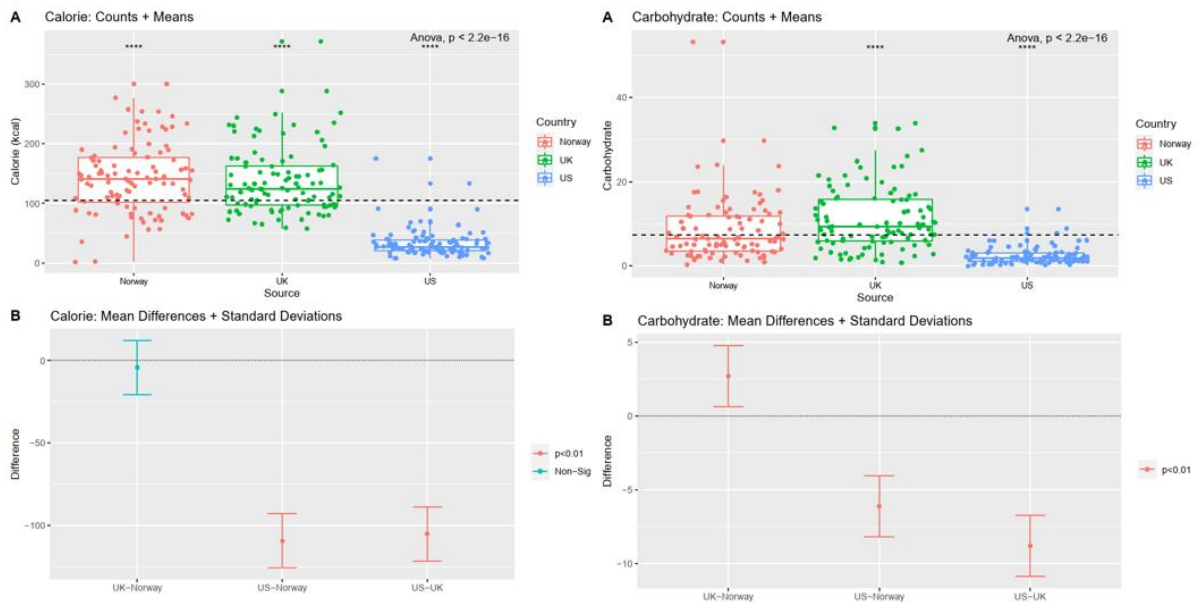 A Calorie: Counts + Means
Anova, p < 2.2e−16
**** **** ****
300
200
100
0
Calorie (kcal)
Norway UK US
Source
Country
Norway
UK
US
A Carbohydrate: Counts + Means
Anova, p < 2.2e−16
**** ****
40
20
0
Carbohydrate
Norway UK US
Source
Country
Norway
UK
US
B Calorie: Mean Differences + Standard Deviations
0
−50
−100
Difference
UK−Norway US−Norway US−UK
p<0.01
Non−Sig
B Carbohydrate: Mean Differences + Standard Deviations
5
0
−5
−10
Difference
UK−Norway US−Norway US−UK
p<0.01